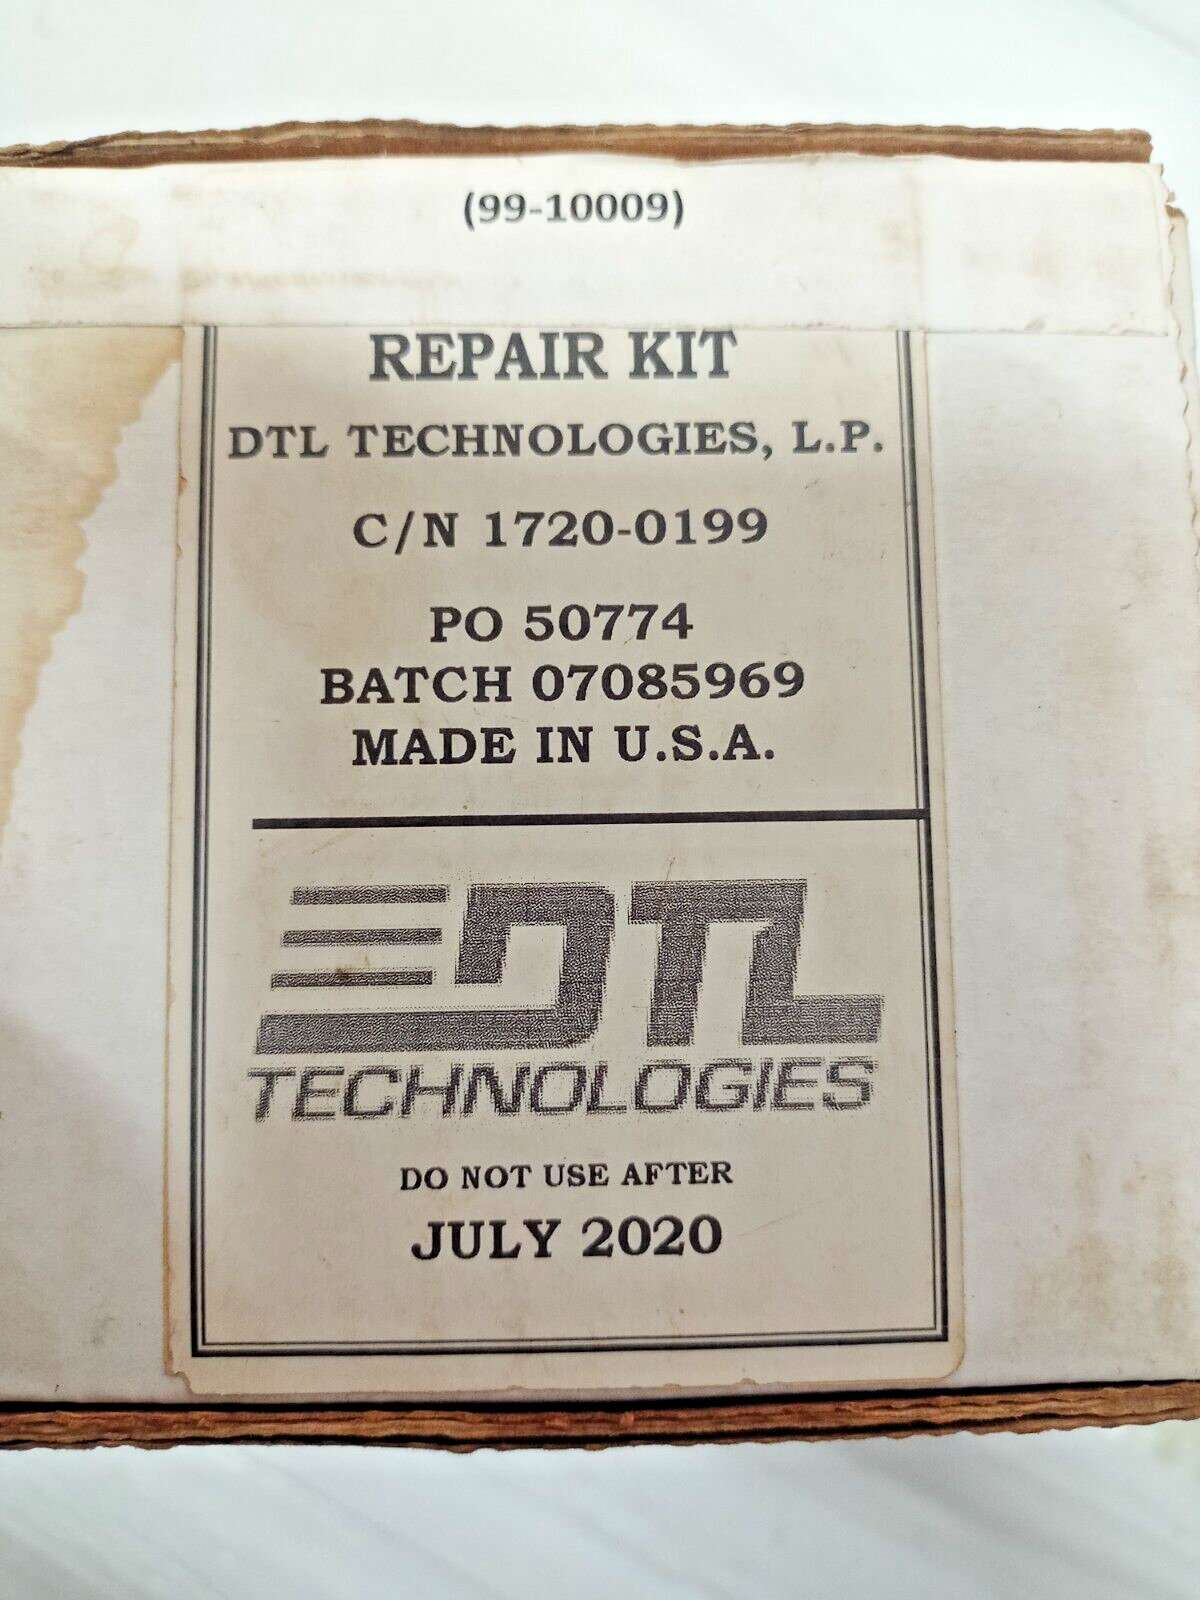 (99-10009)
REPAIR KIT
DTL TECHNOLOGIES, L.P.
C/N 1720-0199
PO 50774
BATCH 07085969
MADE IN U.S.A.
DTL
TECHNOLOGIES
DO NOT USE AFTER
JULY 2020